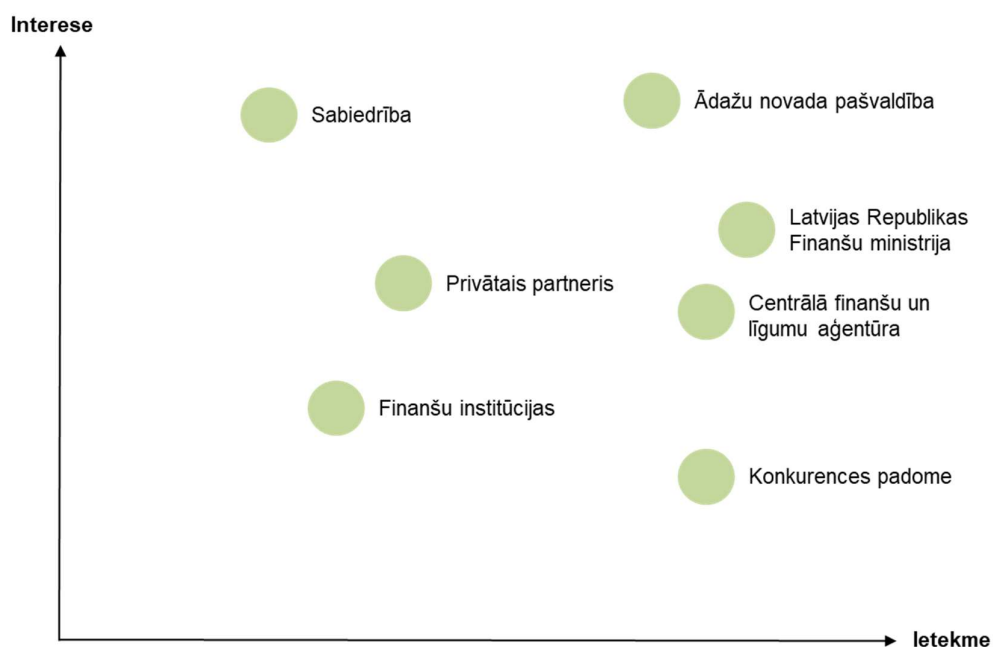 Interese
Sabiedrība
Ādažu novada pašvaldība
Latvijas Republikas
Finanšu ministrija
Privātais partneris
Centrālā finanšu un
līgumu aģentūra
Finanšu institūcijas
Konkurences padome
Ietekme